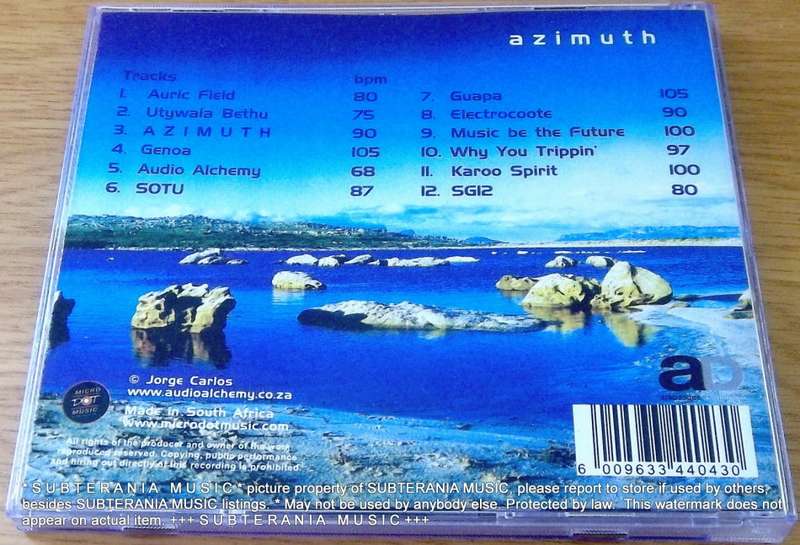 azimuth
Tracks bpm
1. Auric Field 80
2. Utywala Bethu 75
3. AZIMUTH 90
4. Genoa 105
5. Audio Alchemy 68
6. SOTU 87
7. Guapa 105
8. Electrocoote 90
9. Music be the Future 100
10. Why You Trippin' 97
11. Karoo Spirit 100
12. SG12 80
© Jorge Carlos
www.audioalchemy.co.za
MICRO
DOT
MUSIC
Made in South Africa
www.microdotmusic.com
All rights of the producer and owner of the work
reproduced reserved. Copying, public performance
and hiring out directly of this recording is prohibited.
ab
6 009633 440430
* S U B T E R A N I A M U S I C * picture property of SUBTERANIA MUSIC, please report to store if used by others,
besides SUBTERANIA MUSIC listings. * May not be used by anybody else. Protected by law. This watermark does not
appear on actual item. +++ S U B T E R A N I A M U S I C +++